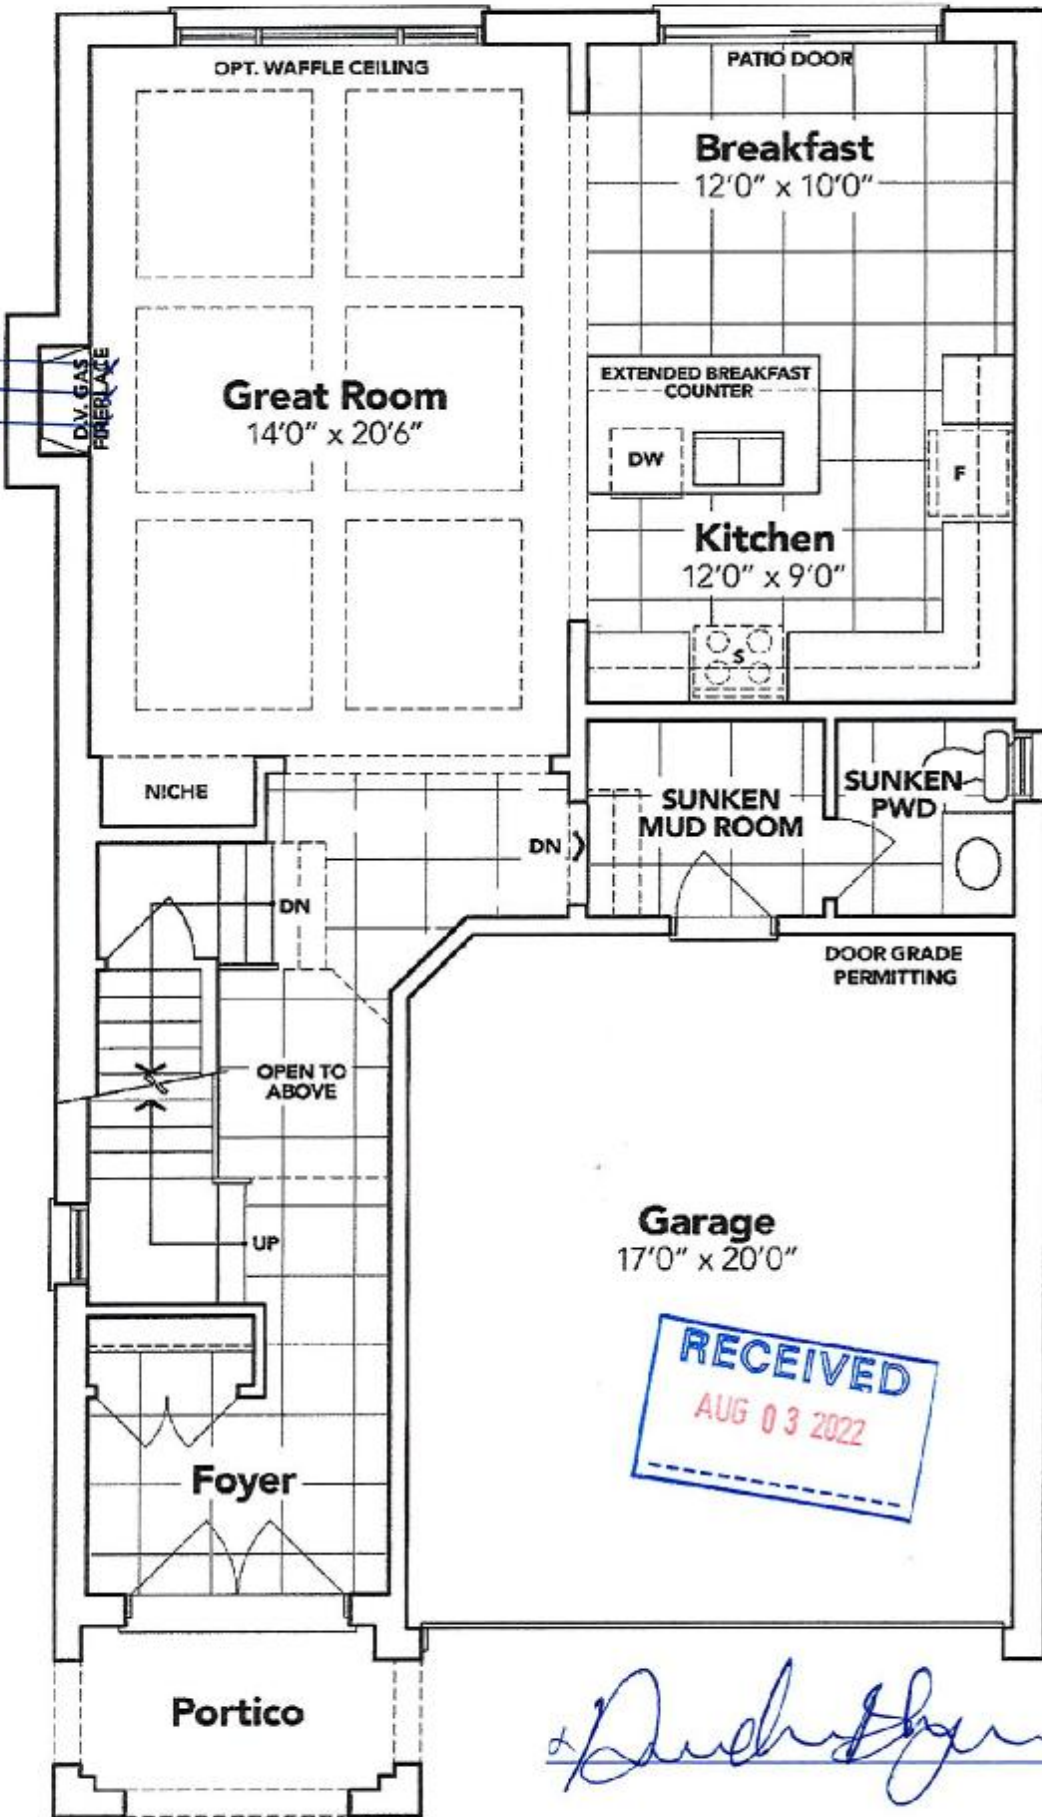 OPT. WAFFLE CEILING
PATIO DOOR
Breakfast
12'0" x 10'0"
D.V. GAS
FIREPLACE
Great Room
14'0" x 20'6"
EXTENDED BREAKFAST
COUNTER
DW
F
Kitchen
12'0" x 9'0"
S
NICHE
SUNKEN
MUD ROOM
SUNKEN
PWD
DN
DN
DOOR GRADE
PERMITTING
OPEN TO
ABOVE
UP
Garage
17'0" x 20'0"
RECEIVED
AUG 03 2022
Foyer
Portico